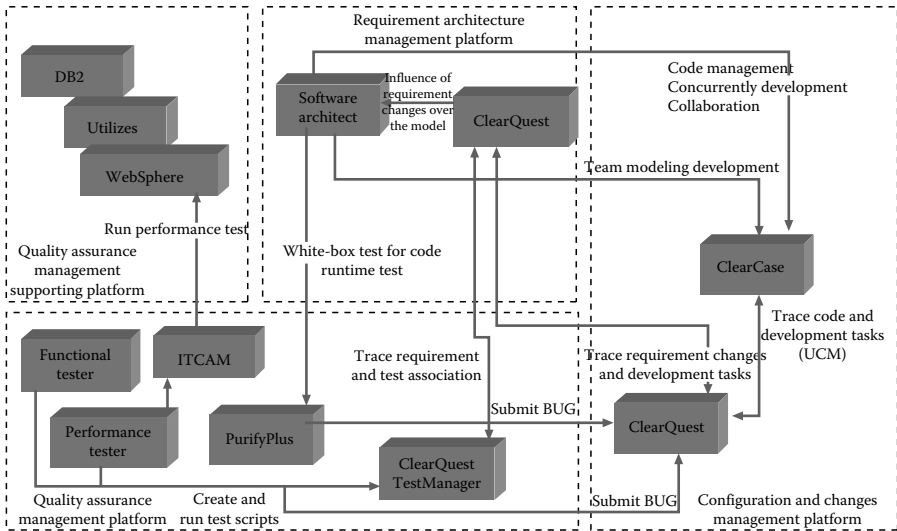 Requirement architecture
management platform
DB2
Utilizes
WebSphere
Run performance test
Quality assurance
management
supporting platform
Software
architect
Influence of
requirement
changes over
the model
ClearQuest
Code management
Concurrently development
Collaboration
Team modeling development
White-box test for code
runtime test
ClearCase
Trace code and
development tasks
(UCM)
Functional
tester
ITCAM
Trace requirement
and test association
Trace requirement changes
and development tasks
Performance
tester
PurifyPlus
Submit BUG
ClearQuest
ClearQuest
TestManager
Quality assurance
management platform
Create and
run test scripts
Submit BUG
Configuration and changes
management platform